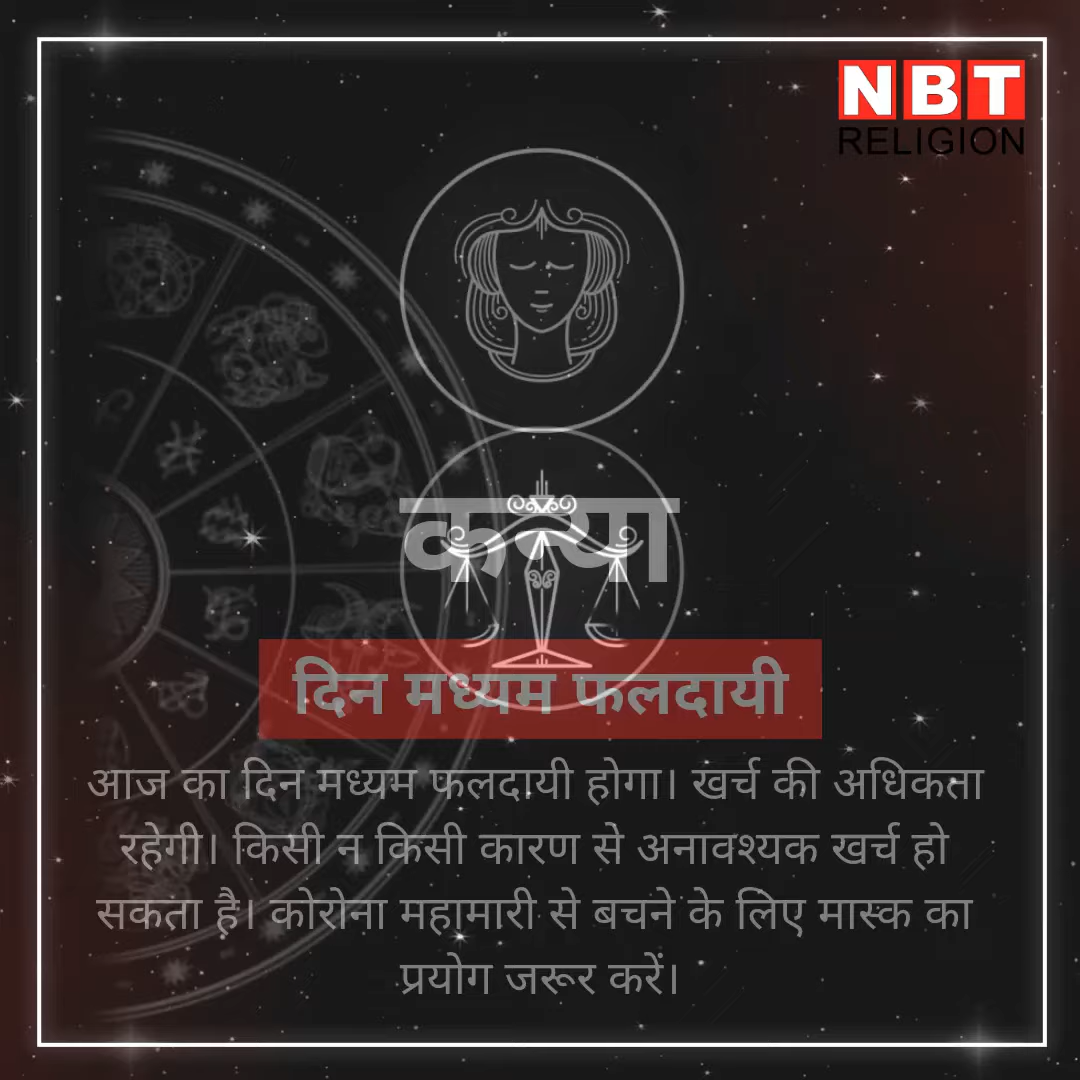 NBT
RELIGION
कन्या
दिन मध्यम फलदायी
आज का दिन मध्यम फलदायी होगा। खर्च की अधिकता
रहेगी। किसी न किसी कारण से अनावश्यक खर्च हो
सकता है। कोरोना महामारी से बचने के लिए मास्क का
प्रयोग जरूर करें।